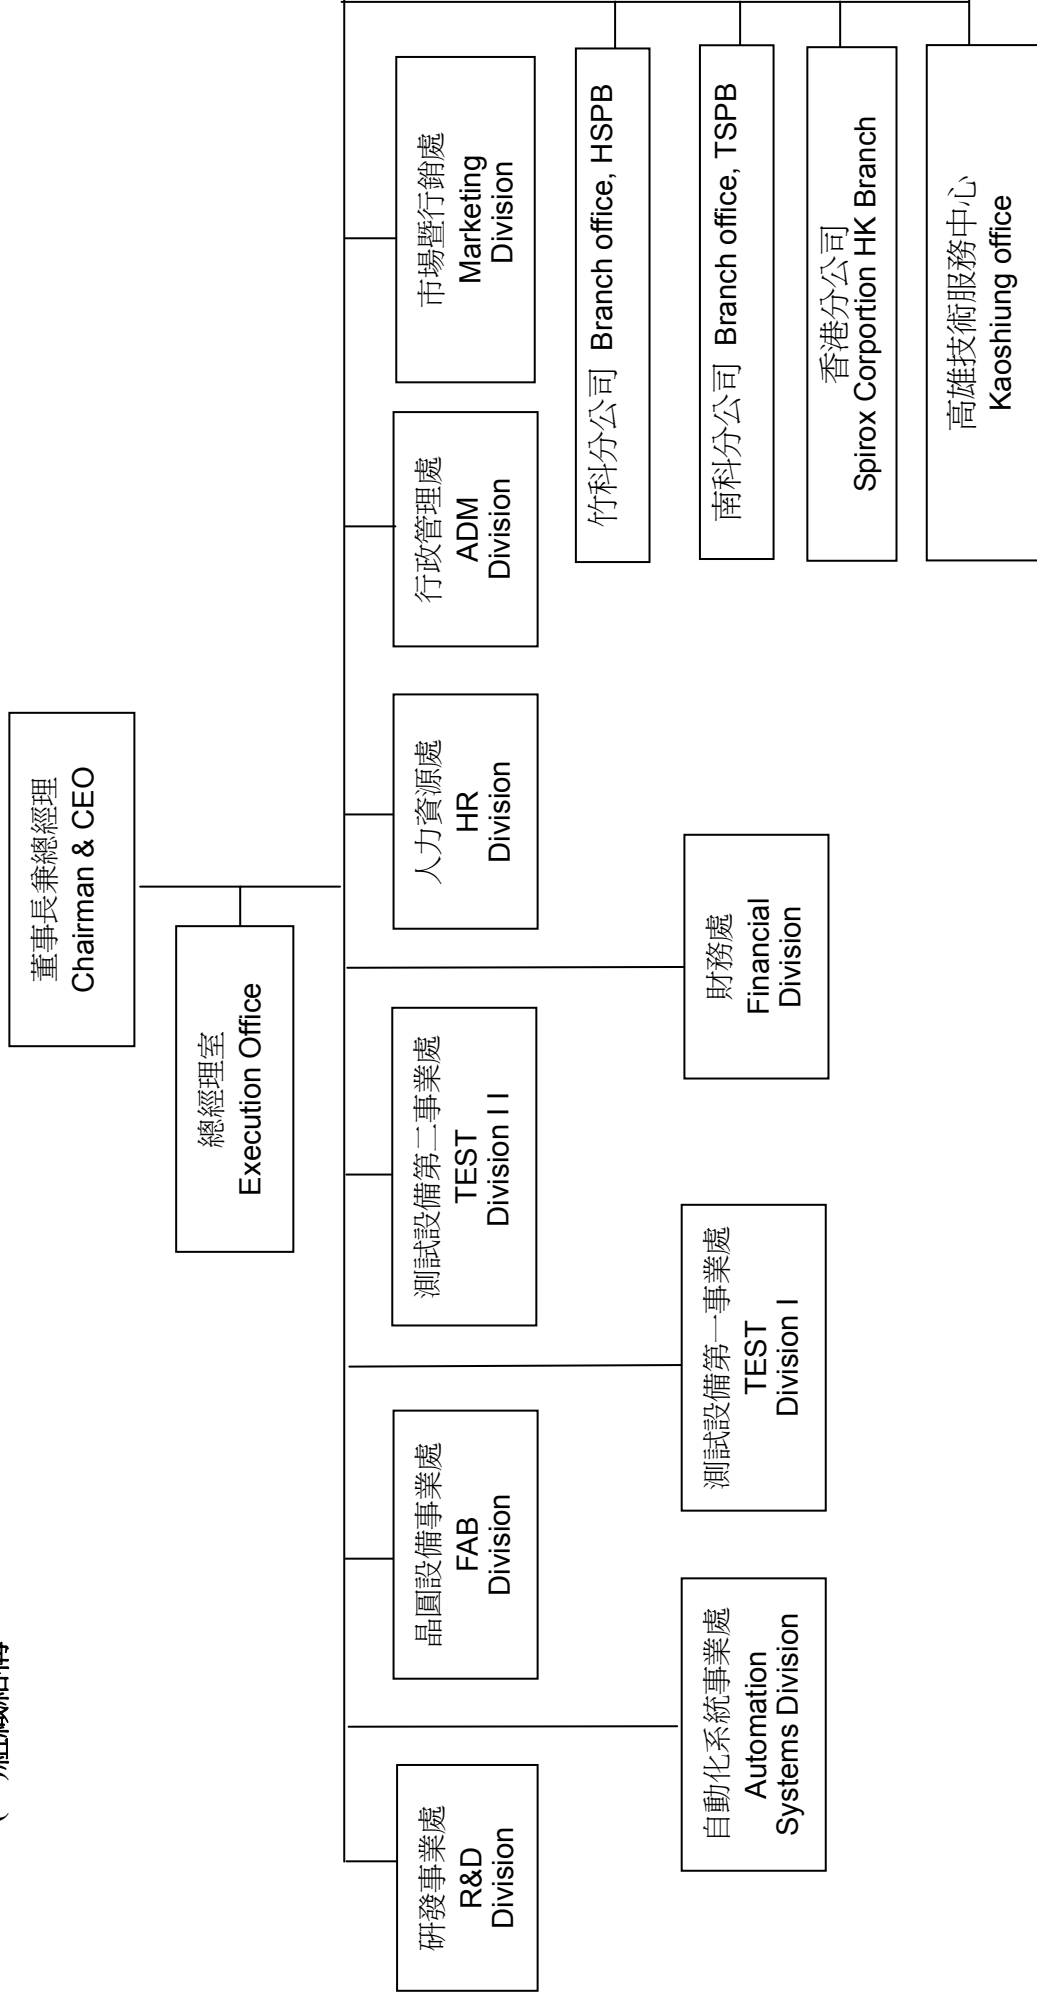 組織結構
董事長兼總經理
Chairman & CEO
總經理室
Execution Office
研發事業處
R&D
Division
晶圓設備事業處
FAB
Division
測試設備第二事業處
TEST
Division I I
人力資源處
HR
Division
行政管理處
ADM
Division
市場暨行銷處
Marketing
Division
自動化系統事業處
Automation
Systems Division
測試設備第一事業處
TEST
Division I
財務處
Financial
Division
竹科分公司 Branch office, HSPB
南科分公司 Branch office, TSPB
香港分公司
Spirox Corportion HK Branch
高雄技術服務中心
Kaoshiung office